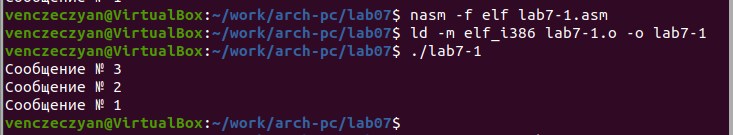 venczeczyan@VirtualBox:~/work/arch-pc/lab07$ nasm -f elf lab7-1.asm
venczeczyan@VirtualBox:~/work/arch-pc/lab07$ ld -m elf_i386 lab7-1.o -o lab7-1
venczeczyan@VirtualBox:~/work/arch-pc/lab07$ ./lab7-1
Сообщение № 3
Сообщение № 2
Сообщение № 1
venczeczyan@VirtualBox:~/work/arch-pc/lab07$